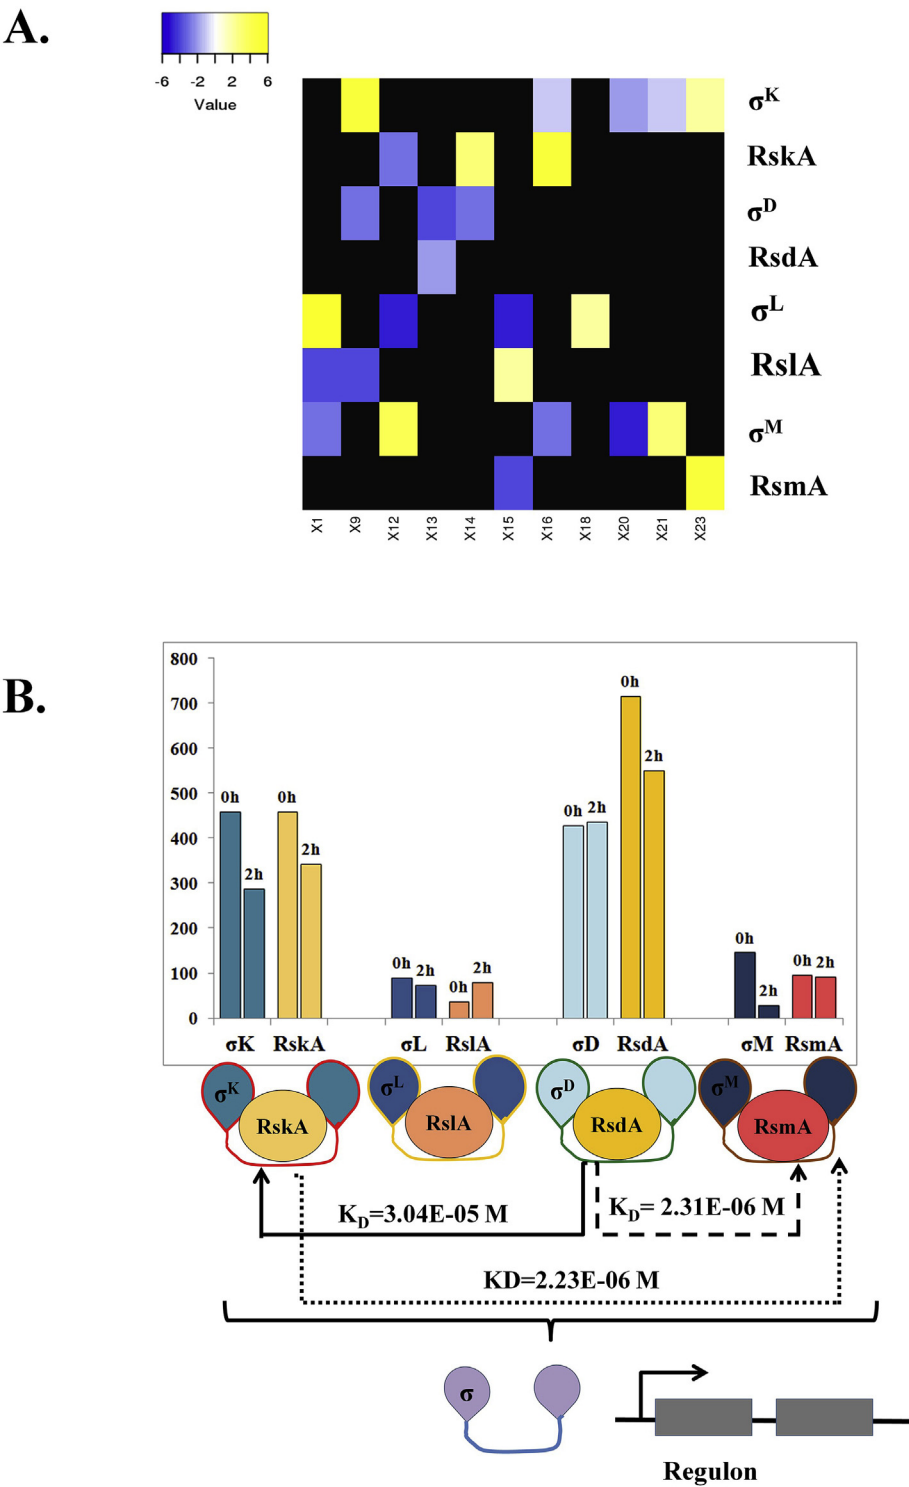 A.
-6 -2 2 6
Value
σK
RskA
σD
RsdA
σL
RslA
σM
RsmA
X1 X9 X12 X13 X14 X15 X16 X18 X20 X21 X23
B.
800
700
600
500
400
300
200
100
0
0h 2h 0h 2h 0h 2h 0h 2h 0h 2h 0h 2h 0h 2h 0h 2h
σK RskA σL RslA σD RsdA σM RsmA
σK RskA σL RslA σD RsdA σM RsmA
KD=3.04E-05 M
KD= 2.31E-06 M
KD=2.23E-06 M
σ
Regulon